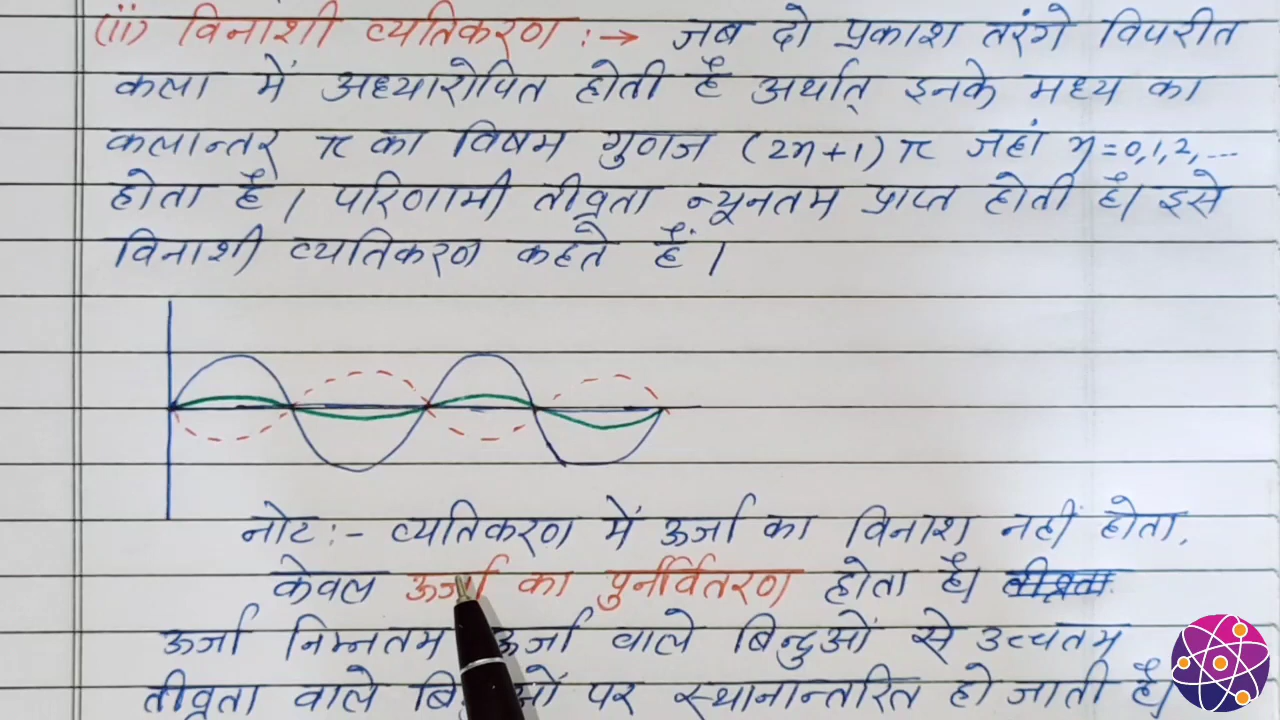 (ii) विनाशी व्यतिकरण :→ जब दो प्रकाश तरंगे विपरीत
कला में अध्यारोपित होती है अर्थात् इनके मध्य का
कलान्तर π का विषम गुणज (2n+1) π जहां n=0,1,2,...
होता है। परिणामी तीव्रता न्यूनतम प्राप्त होती है। इसे
विनाशी व्यतिकरण कहते हैं।
नोट:- व्यतिकरण में ऊर्जा का विनाश नहीं होता,
केवल ऊर्जा का पुर्नर्वितरण होता है।
ऊर्जा निम्नतम ऊर्जा वाले बिन्दुओं से उच्चतम
तीव्रता वाले पर स्थानान्तरित हो जाती है।